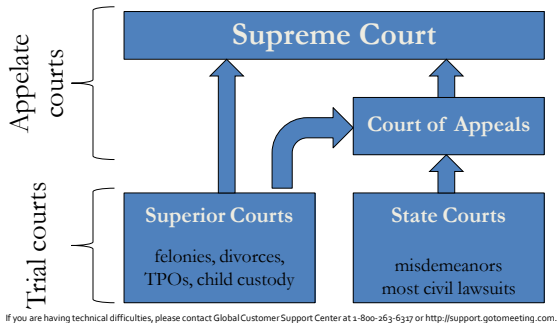 Supreme Court
Appelate
courts
Court of Appeals
Trial courts
Superior Courts
felonies, divorces,
TPOs, child custody
State Courts
misdemeanors
most civil lawsuits
If you are having technical difficulties, please contact Global Customer Support Center at 1-800-263-6317 or http://support.gotomeeting.com.